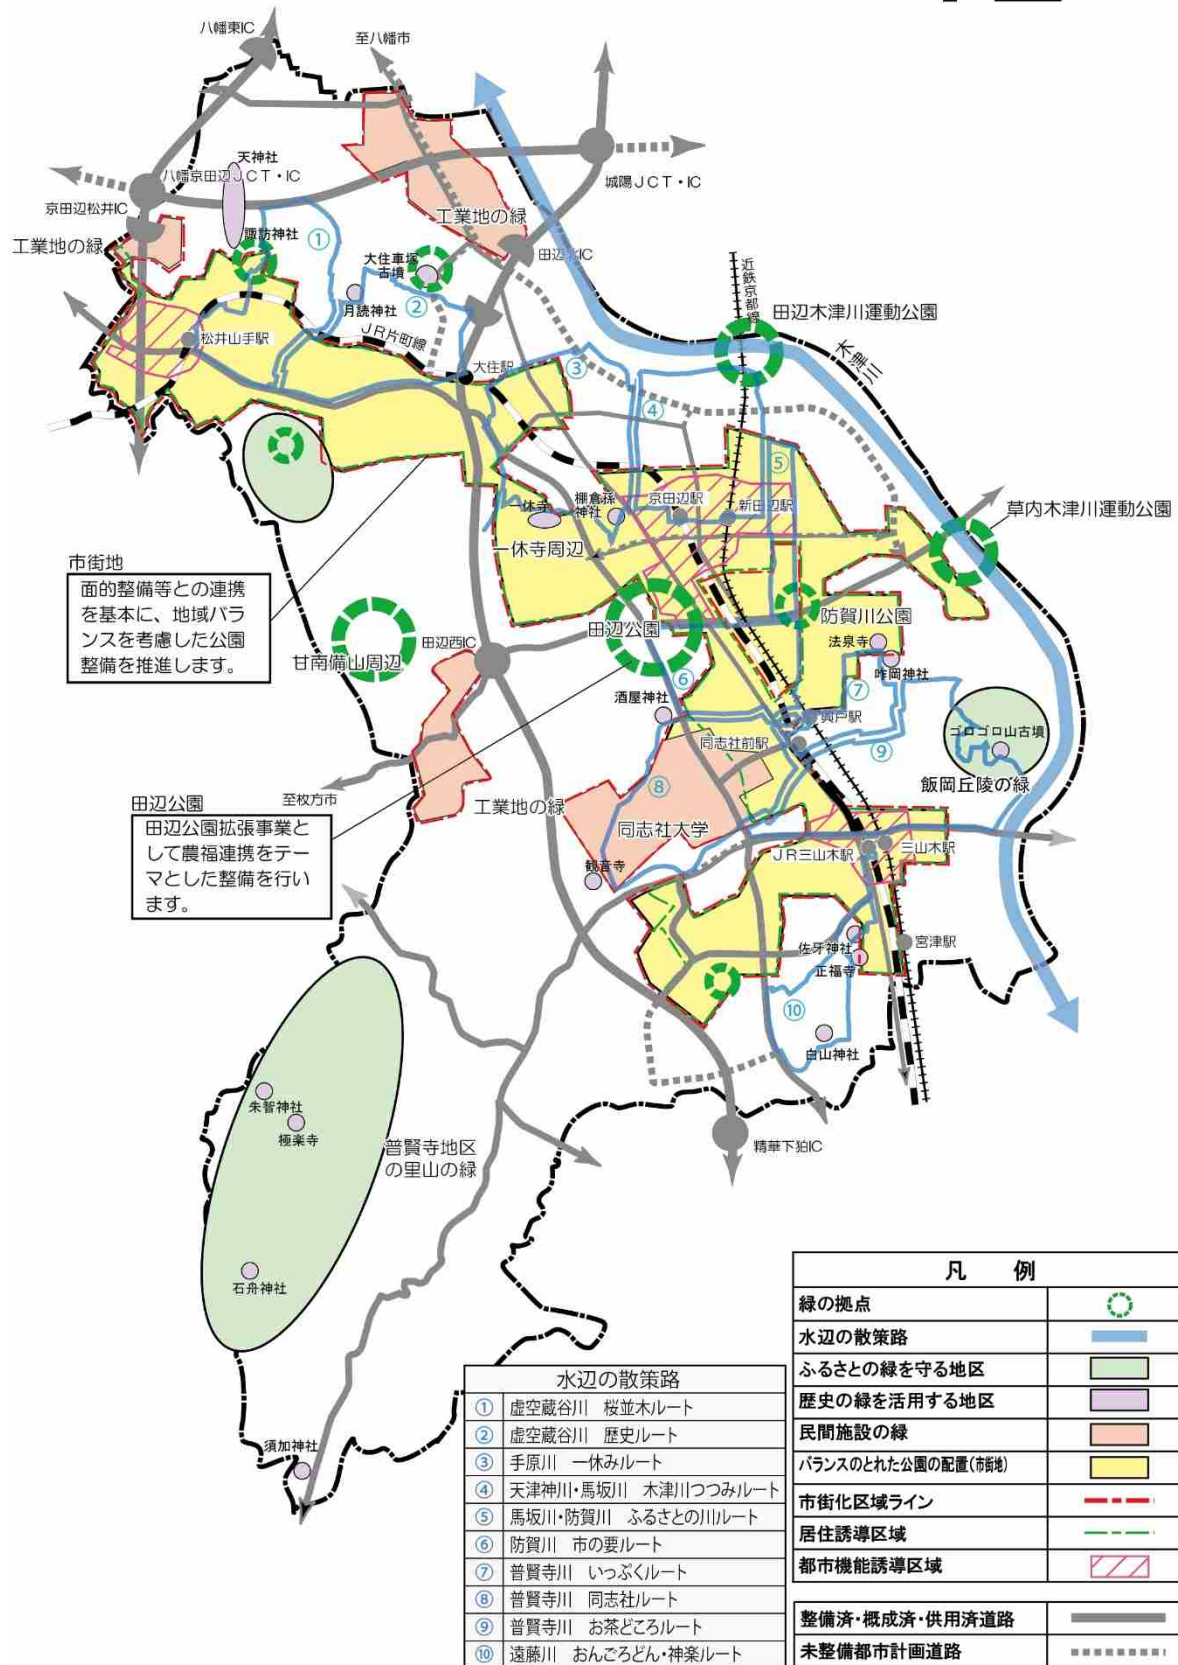 八幡東IC
至八幡市
天神社
八幡京田辺JCT・IC
城陽JCT・IC
京田辺松井IC
工業地の緑
工業地の緑
諏訪神社
①
田辺北IC
大住車塚
古墳
②
月読神社
近鉄京都線
田辺木津川運動公園
松井山手駅
JR片町線
木津川
大住駅
③
④
⑤
一休寺
棚倉孫
神社
京田辺駅
新田辺駅
草内木津川運動公園
一休寺周辺
市街地
面的整備等との連携
を基本に、地域バラ
ンスを考慮した公園
整備を推進します。
甘南備山周辺
田辺西IC
田辺公園
防賀川公園
法泉寺
咋岡神社
⑥
⑦
酒屋神社
興戸駅
同志社前駅
⑨
ゴロゴロ山古墳
飯岡丘陵の緑
至枚方市
工業地の緑
⑧
同志社大学
田辺公園
田辺公園拡張事業と
して農福連携をテー
マとした整備を行い
ます。
観音寺
JR三山木駅
三山木駅
佐牙神社
宮津駅
正福寺
⑩
白山神社
朱智神社
極楽寺
普賢寺地区
の里山の緑
精華下狛IC
石舟神社
須加神社
水辺の散策路
① 虚空蔵谷川 桜並木ルート
② 虚空蔵谷川 歴史ルート
③ 手原川 一休みルート
④ 天津神川・馬坂川 木津川つつみルート
⑤ 馬坂川・防賀川 ふるさとの川ルート
⑥ 防賀川 市の要ルート
⑦ 普賢寺川 いっぷくルート
⑧ 普賢寺川 同志社ルート
⑨ 普賢寺川 お茶どころルート
⑩ 遠藤川 おんごろどん・神楽ルート
凡 例
緑の拠点
水辺の散策路
ふるさとの緑を守る地区
歴史の緑を活用する地区
民間施設の緑
バランスのとれた公園の配置(市街地)
市街化区域ライン
居住誘導区域
都市機能誘導区域
整備済・概成済・供用済道路
未整備都市計画道路